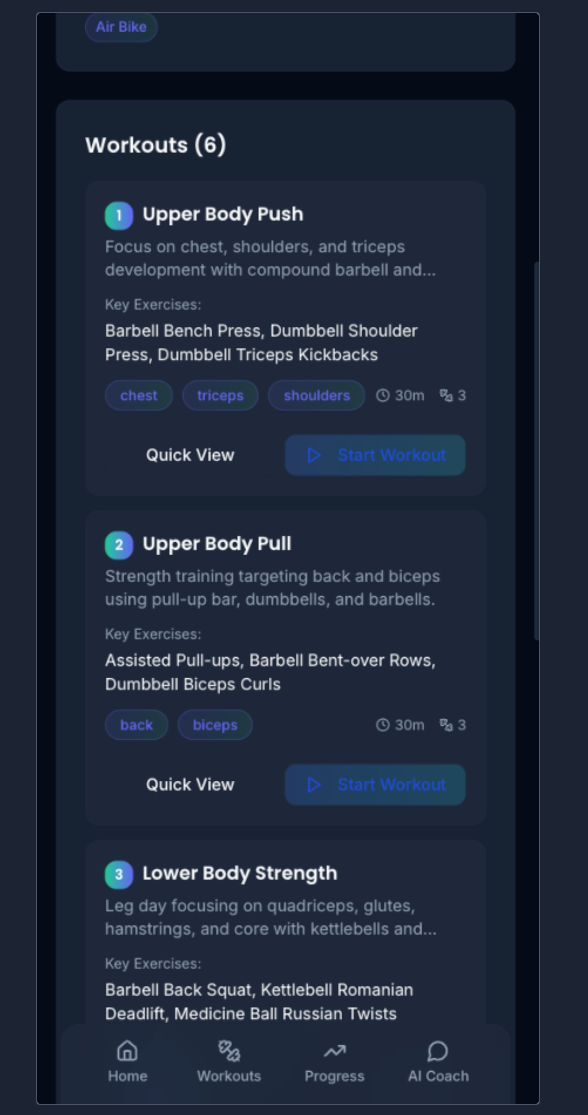 Air Bike
Workouts (6)
1 Upper Body Push
Focus on chest, shoulders, and triceps
development with compound barbell and...
Key Exercises:
Barbell Bench Press, Dumbbell Shoulder
Press, Dumbbell Triceps Kickbacks
chest triceps shoulders 30m 3
Quick View Start Workout
2 Upper Body Pull
Strength training targeting back and biceps
using pull-up bar, dumbbells, and barbells.
Key Exercises:
Assisted Pull-ups, Barbell Bent-over Rows,
Dumbbell Biceps Curls
back biceps 30m 3
Quick View Start Workout
3 Lower Body Strength
Leg day focusing on quadriceps, glutes,
hamstrings, and core with kettlebells and...
Key Exercises:
Barbell Back Squat, Kettlebell Romanian
Deadlift, Medicine Ball Russian Twists
Home Workouts Progress AI Coach